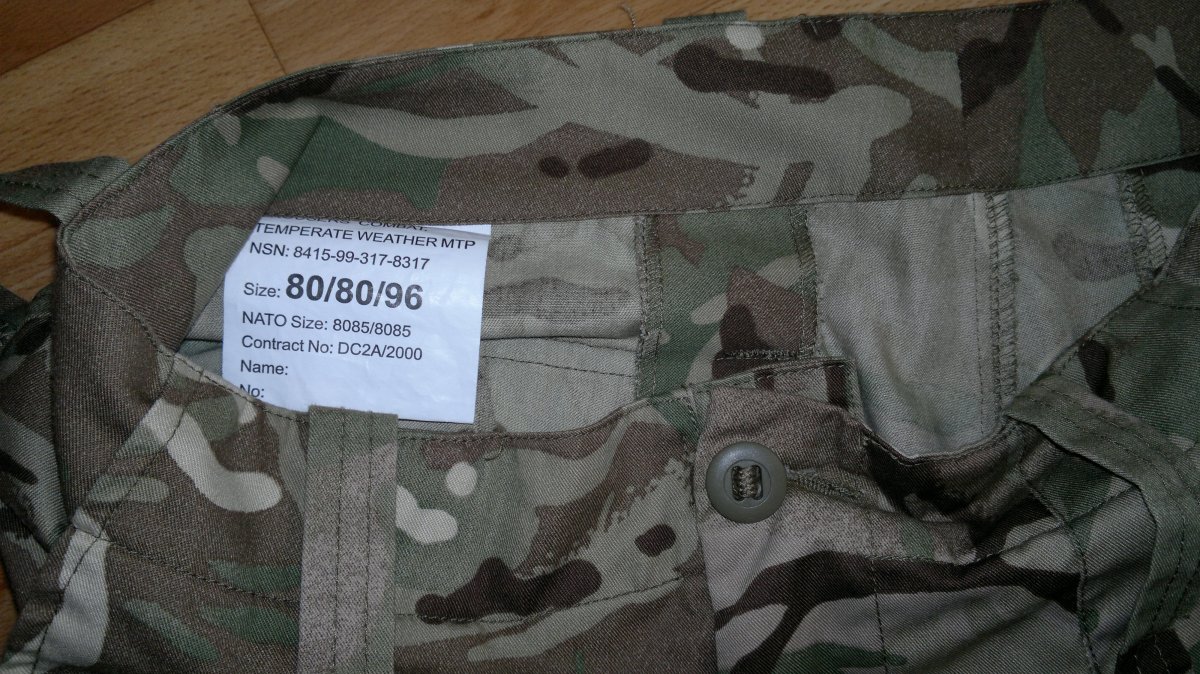 COMBAT,
TEMPERATE WEATHER MTP
NSN: 8415-99-317-8317
Size: 80/80/96
NATO Size: 8085/8085
Contract No: DC2A/2000
Name:
No: